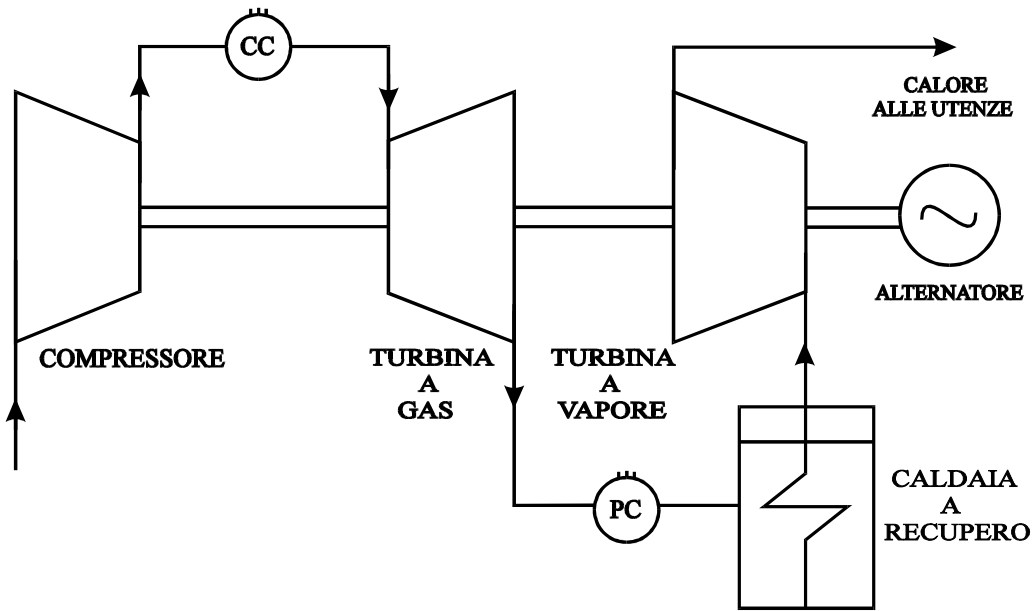 CC
CALORE
ALLE UTENZE
ALTERNATORE
COMPRESSORE
TURBINA
A
GAS
TURBINA
A
VAPORE
PC
CALDAIA
A
RECUPERO